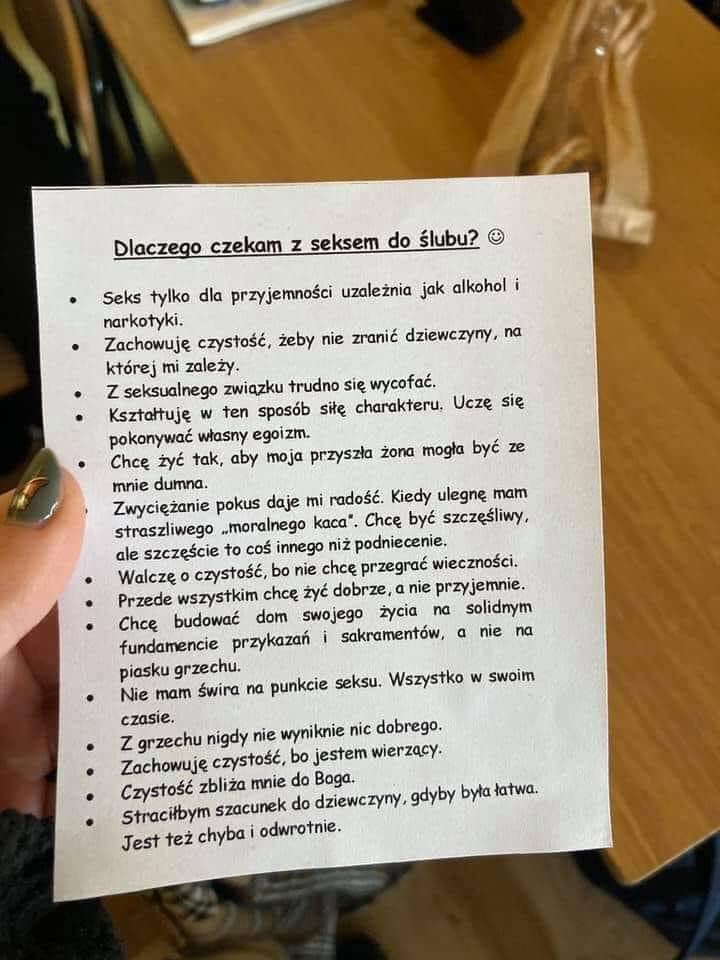 Dlaczego czekam z seksem do ślubu? ☺
• Seks tylko dla przyjemności uzależnia jak alkohol i
narkotyki.
• Zachowuję czystość, żeby nie zranić dziewczyny, na
której mi zależy.
• Z seksualnego związku trudno się wycofać.
• Kształtuję w ten sposób siłę charakteru. Uczę się
pokonywać własny egoizm.
• Chcę żyć tak, aby moja przyszła żona mogła być ze
mnie dumna.
• Zwyciężanie pokus daje mi radość. Kiedy ulegnę mam
straszliwego „moralnego kaca". Chcę być szczęśliwy,
ale szczęście to coś innego niż podniecenie.
• Walczę o czystość, bo nie chcę przegrać wieczności.
• Przede wszystkim chcę żyć dobrze, a nie przyjemnie.
• Chcę budować dom swojego życia na solidnym
fundamencie przykazań i sakramentów, a nie na
piasku grzechu.
• Nie mam świra na punkcie seksu. Wszystko w swoim
czasie.
• Z grzechu nigdy nie wyniknie nic dobrego.
• Zachowuję czystość, bo jestem wierzący.
• Czystość zbliża mnie do Boga.
• Straciłbym szacunek do dziewczyny, gdyby była łatwa.
Jest też chyba i odwrotnie.